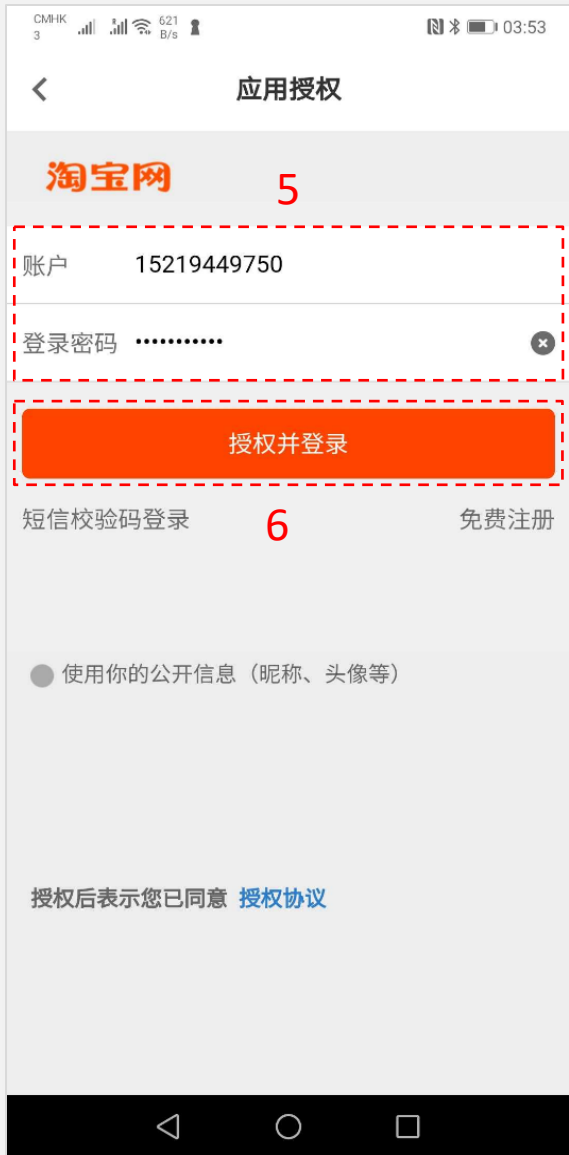 CMHK 621
3 B/s 03:53
应用授权
淘宝网
5
账户 15219449750
登录密码 •••••••••••
授权并登录
短信校验码登录 免费注册
6
使用你的公开信息（昵称、头像等）
授权后表示您已同意 授权协议